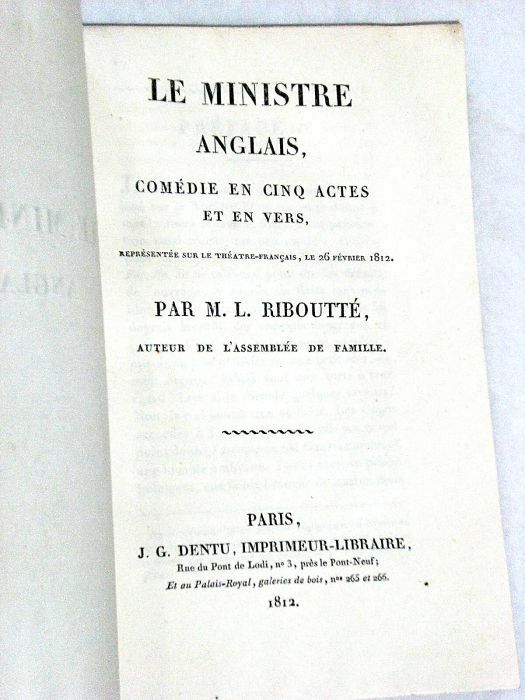 LE MINISTRE
ANGLAIS,
COMÉDIE EN CINQ ACTES
ET EN VERS,
REPRÉSENTÉE SUR LE THÉATRE-FRANÇAIS, LE 26 FÉVRIER 1812.
PAR M. L. RIBOUTTÉ,
AUTEUR DE L'ASSEMBLÉE DE FAMILLE.
PARIS,
J. G. DENTU, IMPRIMEUR-LIBRAIRE,
Rue du Pont de Lodi, nº 3, près le Pont-Neuf;
Et au Palais-Royal, galeries de bois, nºs 265 et 266.
1812.